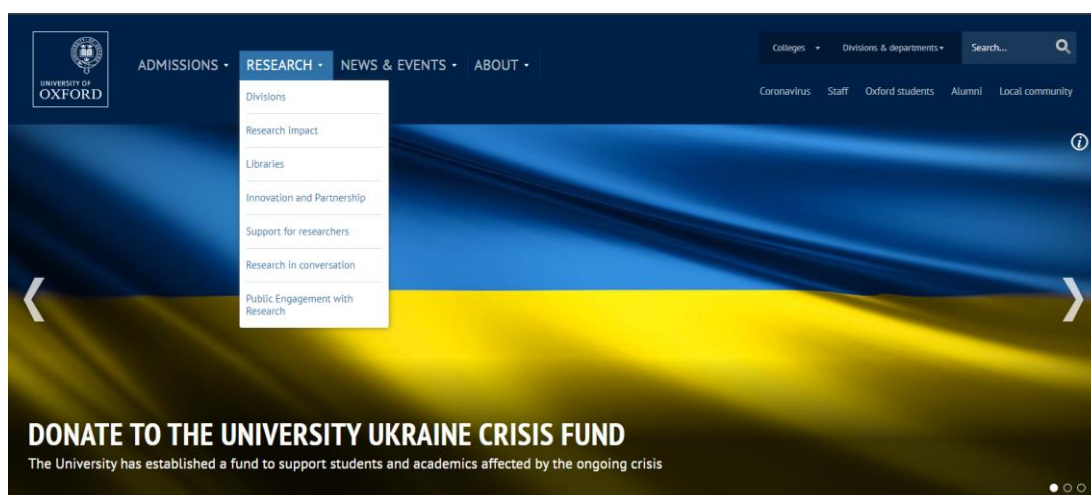 UNIVERSITY OF
OXFORD
ADMISSIONS
RESEARCH
NEWS & EVENTS
ABOUT
Colleges
Divisions & departments
Search...
Coronavirus
Staff
Oxford students
Alumni
Local community
Divisions
Research impact
Libraries
Innovation and Partnership
Support for researchers
Research in conversation
Public Engagement with
Research
i
DONATE TO THE UNIVERSITY UKRAINE CRISIS FUND
The University has established a fund to support students and academics affected by the ongoing crisis